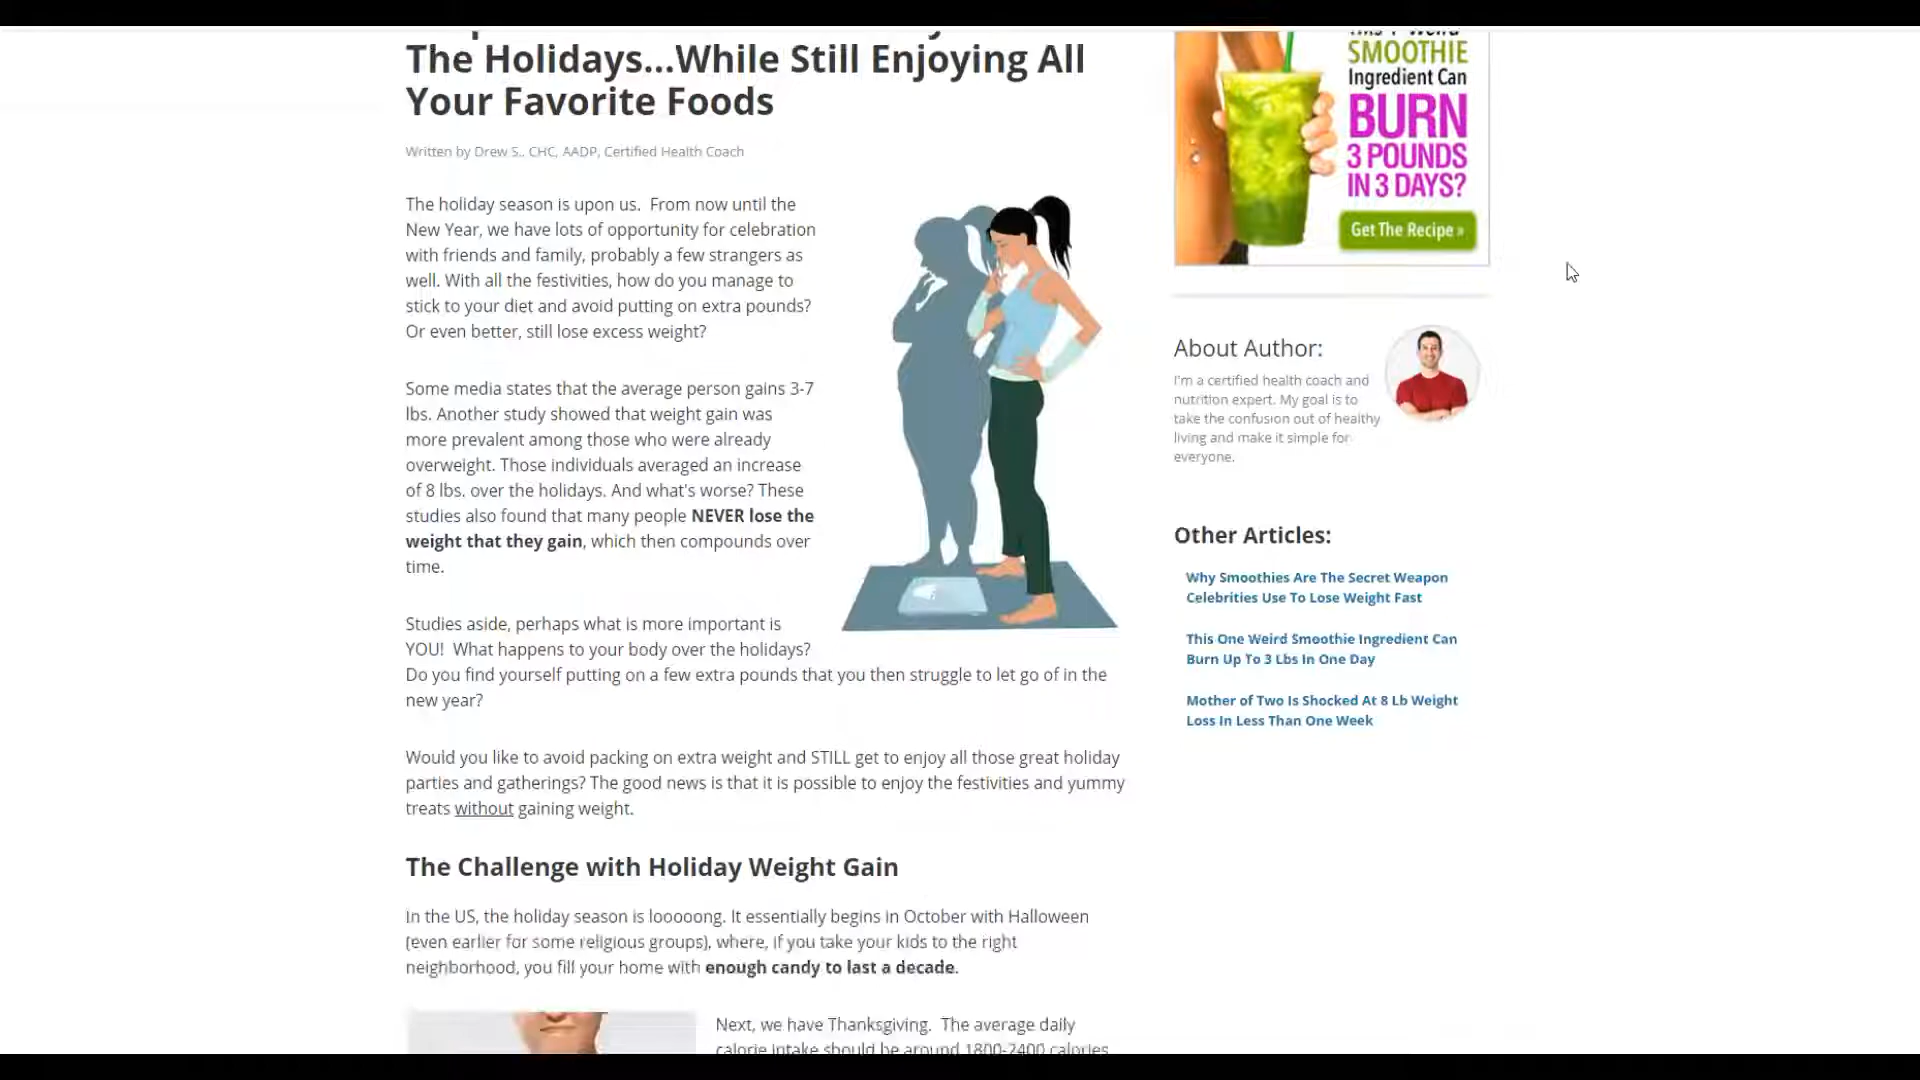 The Holidays...While Still Enjoying All
Your Favorite Foods
Written by Drew S., CHC, AADP, Certified Health Coach
The holiday season is upon us.  From now until the
New Year, we have lots of opportunity for celebration
with friends and family, probably a few strangers as
well. With all the festivities, how do you manage to
stick to your diet and avoid putting on extra pounds?
Or even better, still lose excess weight?
Some media states that the average person gains 3-7
lbs. Another study showed that weight gain was
more prevalent among those who were already
overweight. Those individuals averaged an increase
of 8 lbs. over the holidays. And what's worse? These
studies also found that many people NEVER lose the
weight that they gain, which then compounds over
time.
Studies aside, perhaps what is more important is
YOU!  What happens to your body over the holidays?
Do you find yourself putting on a few extra pounds that you then struggle to let go of in the
new year?
Would you like to avoid packing on extra weight and STILL get to enjoy all those great holiday
parties and gatherings? The good news is that it is possible to enjoy the festivities and yummy
treats without gaining weight.
The Challenge with Holiday Weight Gain
In the US, the holiday season is looooong. It essentially begins in October with Halloween
(even earlier for some religious groups), where, if you take your kids to the right
neighborhood, you fill your home with enough candy to last a decade.
Next, we have Thanksgiving.  The average daily
calorie intake should be around 1800-2400 calories
SMOOTHIE
Ingredient Can
BURN
3 POUNDS
IN 3 DAYS?
Get The Recipe »
About Author:
I'm a certified health coach and
nutrition expert. My goal is to
take the confusion out of healthy
living and make it simple for
everyone.
Other Articles:
Why Smoothies Are The Secret Weapon
Celebrities Use To Lose Weight Fast
This One Weird Smoothie Ingredient Can
Burn Up To 3 Lbs In One Day
Mother of Two Is Shocked At 8 Lb Weight
Loss In Less Than One Week